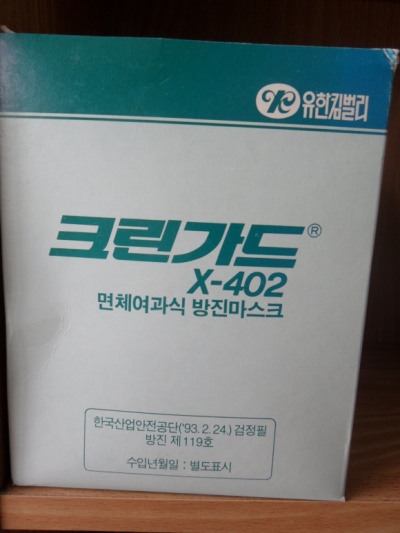 유한킴벌리
크린가드®
X-402
면체여과식 방진마스크
한국산업안전공단('93. 2. 24.) 검정필
방진 제119호
수입년월일 : 별도표시